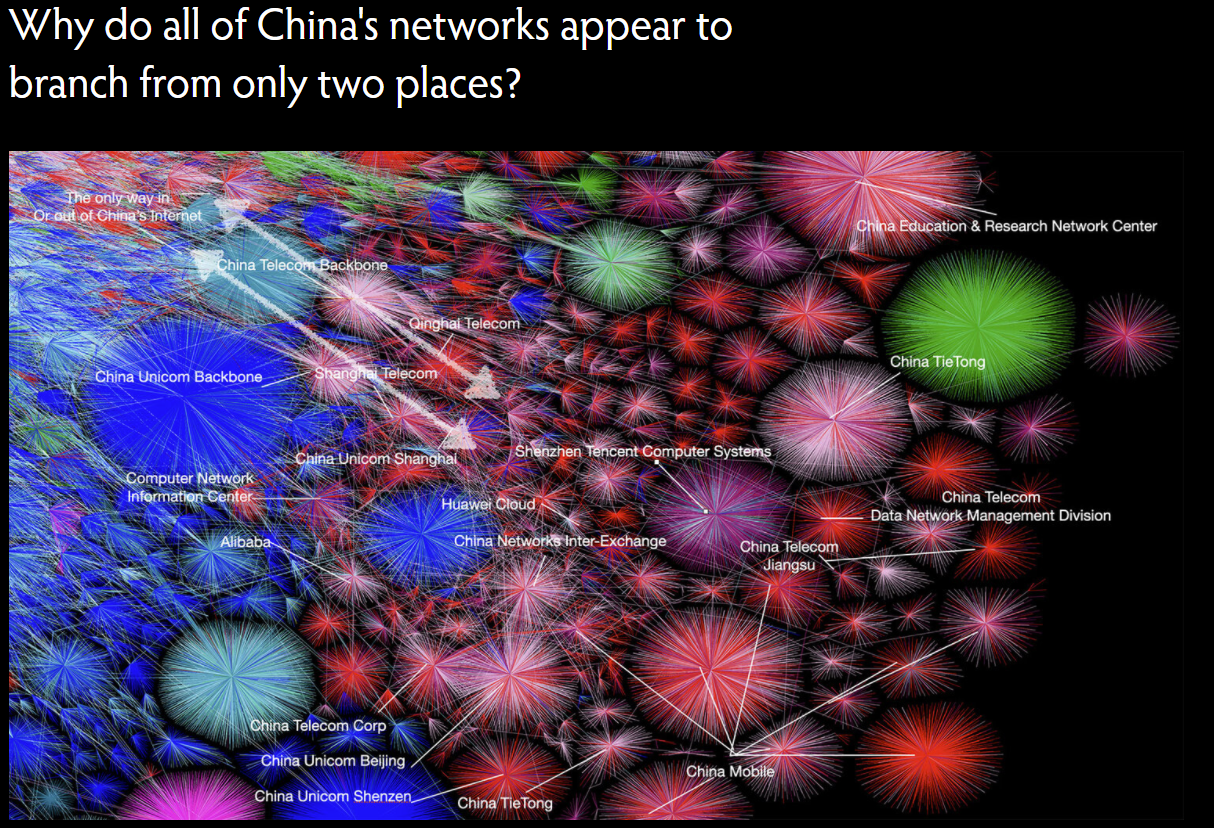 Why do all of China's networks appear to
branch from only two places?
The only way in
Or out of China's Internet
China Education & Research Network Center
China Telecom Backbone
Qinghai Telecom
China TieTong
China Unicom Backbone
Shanghai Telecom
China Unicom Shanghai
Shenzhen Tencent Computer Systems
Computer Network
Information Center
China Telecom
Data Network Management Division
Huawei Cloud
Alibaba
China Networks Inter-Exchange
China Telecom
Jiangsu
China Telecom Corp
China Unicom Beijing
China Mobile
China Unicom Shenzen
China TieTong